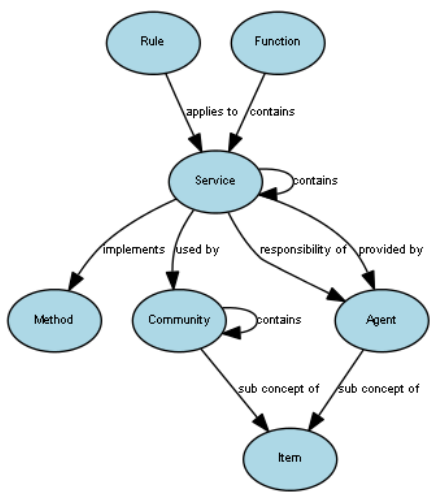 Rule
Function
applies to
contains
Service
contains
implements
used by
responsibility of
provided by
Method
Community
contains
Agent
sub concept of
sub concept of
Item